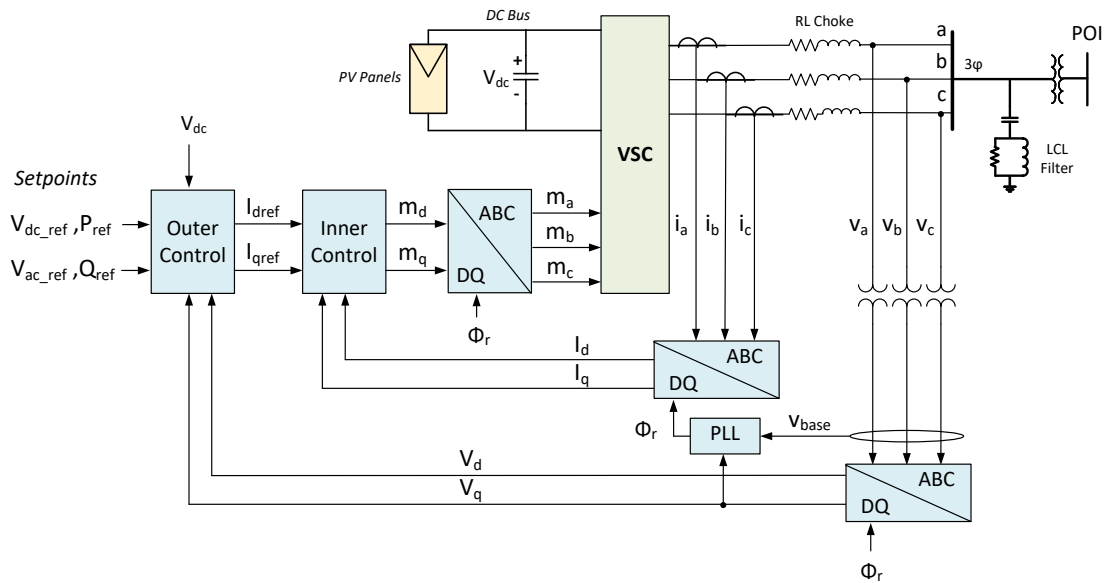 DC Bus
PV Panels
+
V_dc
-
VSC
RL Choke
a
b
c
3φ
POI
LCL
Filter
V_dc
Setpoints
V_dc_ref ,P_ref
V_ac_ref ,Q_ref
Outer
Control
I_dref
I_qref
Inner
Control
m_d
m_q
ABC
DQ
Φ_r
m_a
m_b
m_c
i_a
i_b
i_c
v_a
v_b
v_c
I_d
I_q
ABC
DQ
Φ_r
PLL
v_base
V_d
V_q
ABC
DQ
Φ_r